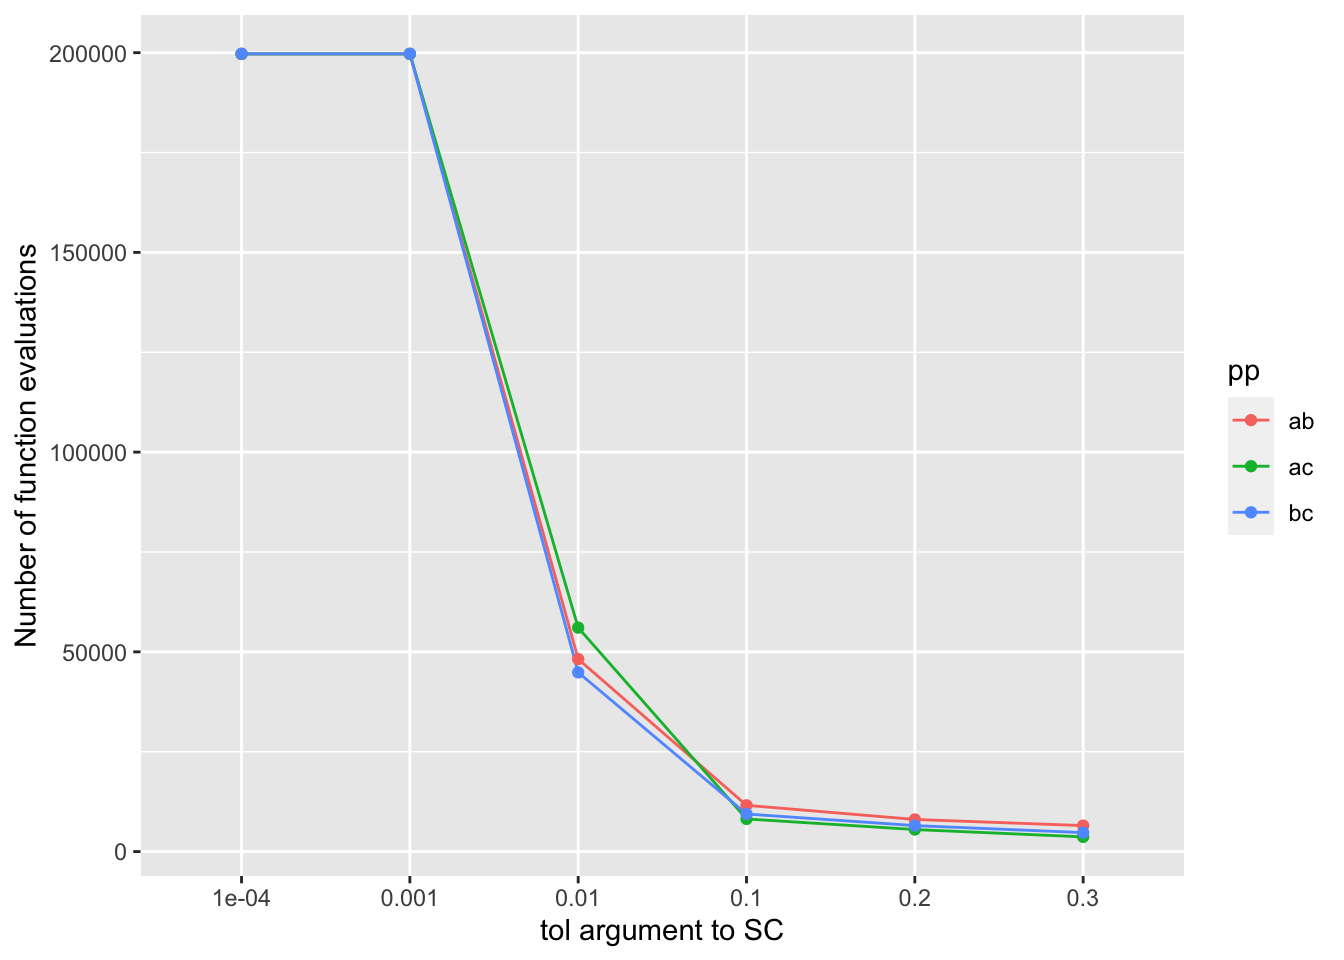 200000
150000
100000
50000
0
Number of function evaluations
1e-04 0.001 0.01 0.1 0.2 0.3
tol argument to SC
pp
ab
ac
bc